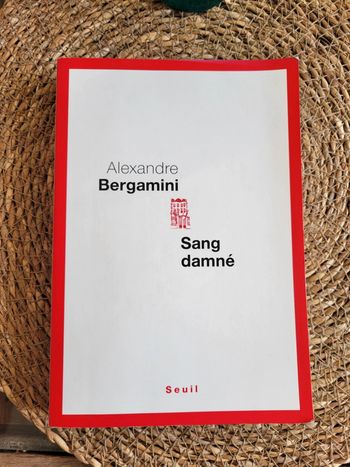 Alexandre
Bergamini
Sang
damné
Seuil